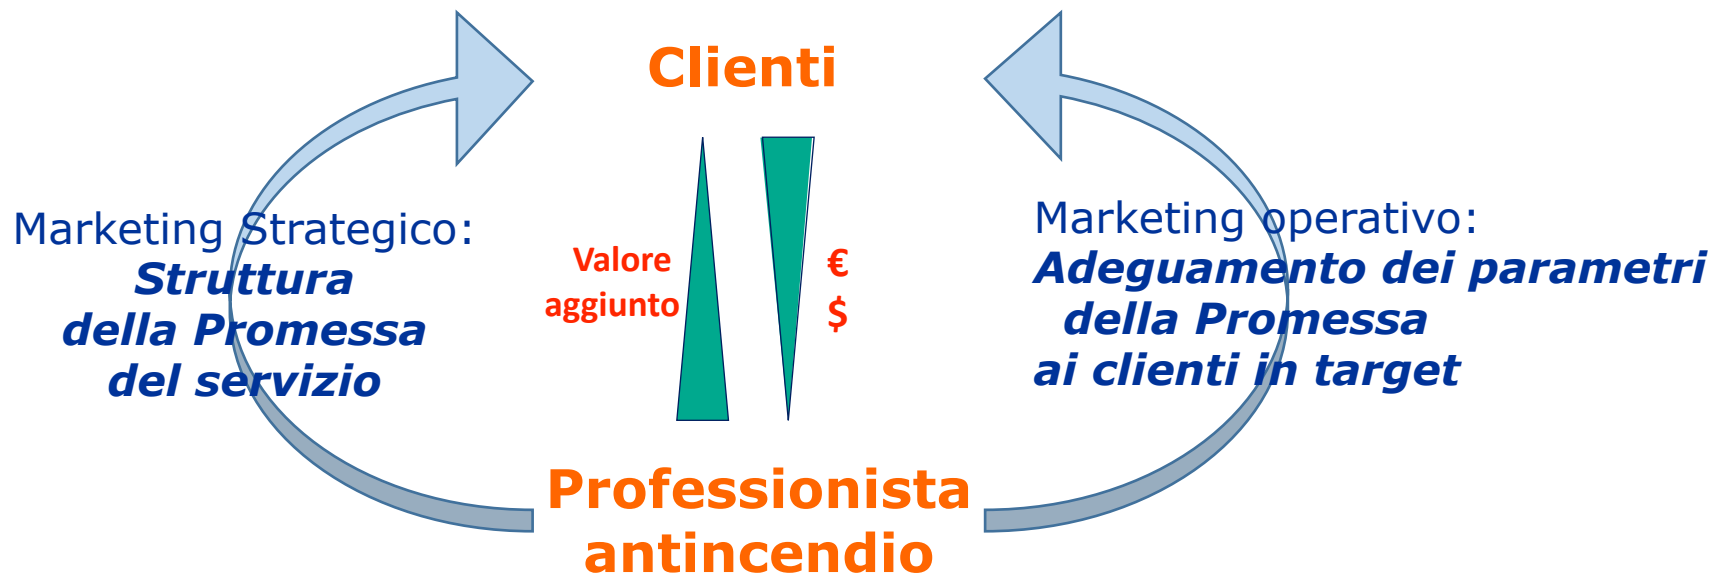 Clienti
Marketing Strategico:
Struttura
della Promessa
del servizio
Valore
aggiunto
€
$
Marketing operativo:
Adeguamento dei parametri
della Promessa
ai clienti in target
Professionista
antincendio